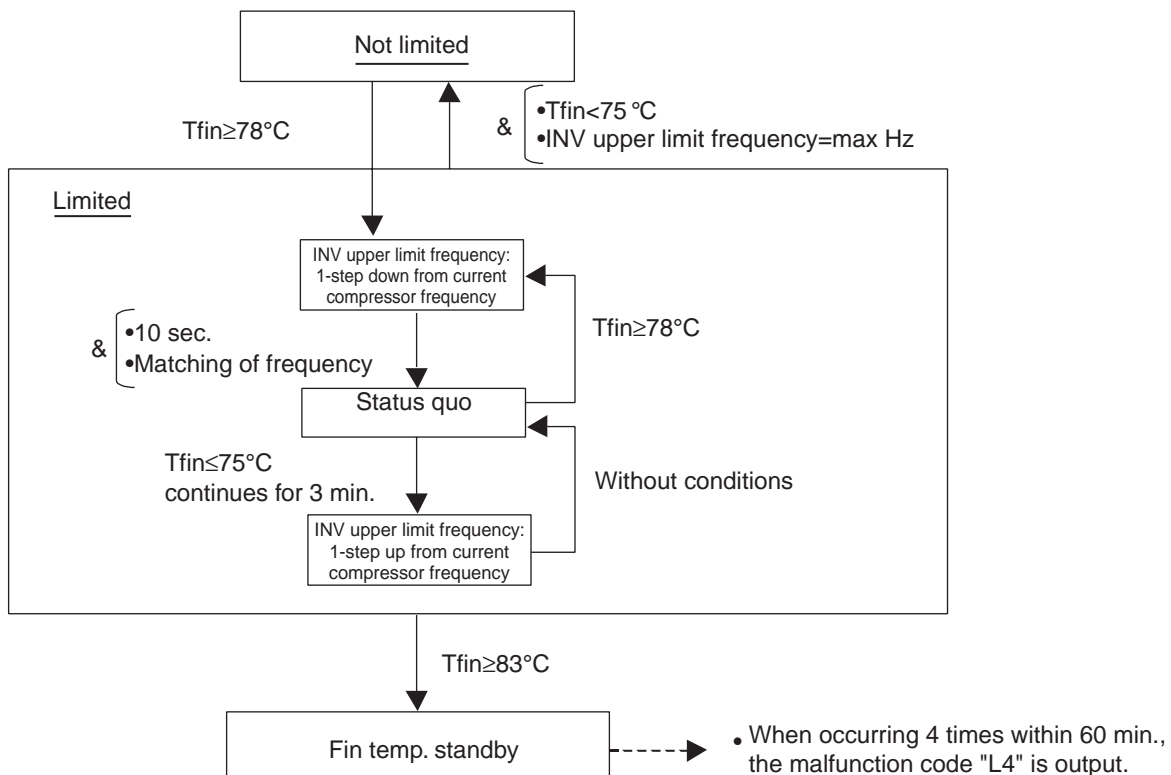 Not limited
Tfin≥78°C
&
•Tfin<75 °C
•INV upper limit frequency=max Hz
Limited
INV upper limit frequency:
1-step down from current
compressor frequency
&
•10 sec.
•Matching of frequency
Tfin≥78°C
Status quo
Tfin≤75°C
continues for 3 min.
Without conditions
INV upper limit frequency:
1-step up from current
compressor frequency
Tfin≥83°C
Fin temp. standby
• When occurring 4 times within 60 min.,
the malfunction code "L4" is output.